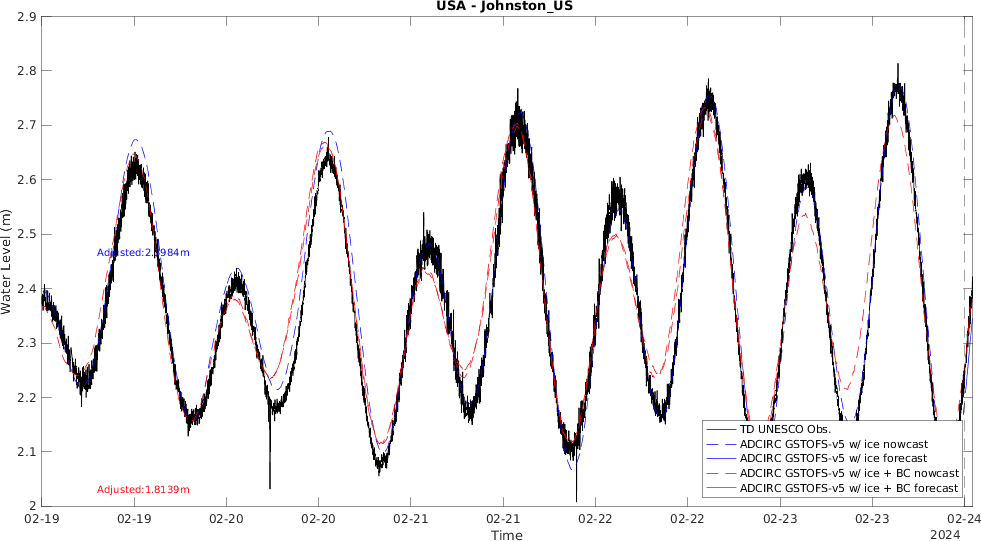 USA - Johnston_US
2.9
2.8
2.7
2.6
2.5
2.4
2.3
2.2
2.1
2
Water Level (m)
Adjusted:1.8139m
TD UNESCO Obs.
ADCIRC GSTOFS-v5 w/ ice nowcast
ADCIRC GSTOFS-v5 w/ ice forecast
ADCIRC GSTOFS-v5 w/ ice + BC nowcast
ADCIRC GSTOFS-v5 w/ ice + BC forecast
02-19 02-19 02-20 02-20 02-21 02-21 02-22 02-22 02-23 02-23 02-24
Time
2024